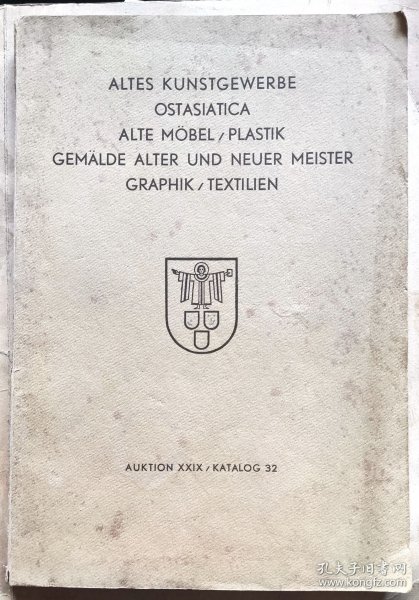 ALTES KUNSTGEWERBE
OSTASIATICA
ALTE MÖBEL / PLASTIK
GEMÄLDE ALTER UND NEUER MEISTER
GRAPHIK / TEXTILIEN
AUKTION XXIX / KATALOG 32
孔夫子旧书网
www.kongfz.com